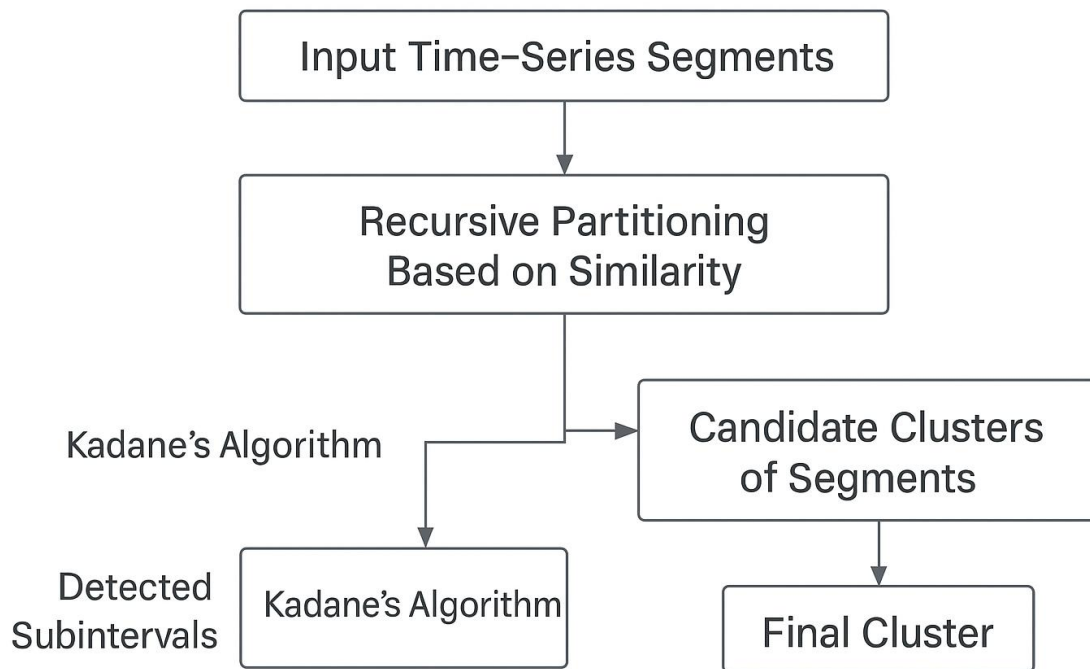 Input Time–Series Segments
Recursive Partitioning
Based on Similarity
Kadane's Algorithm
Candidate Clusters
of Segments
Detected
Subintervals
Kadane's Algorithm
Final Cluster